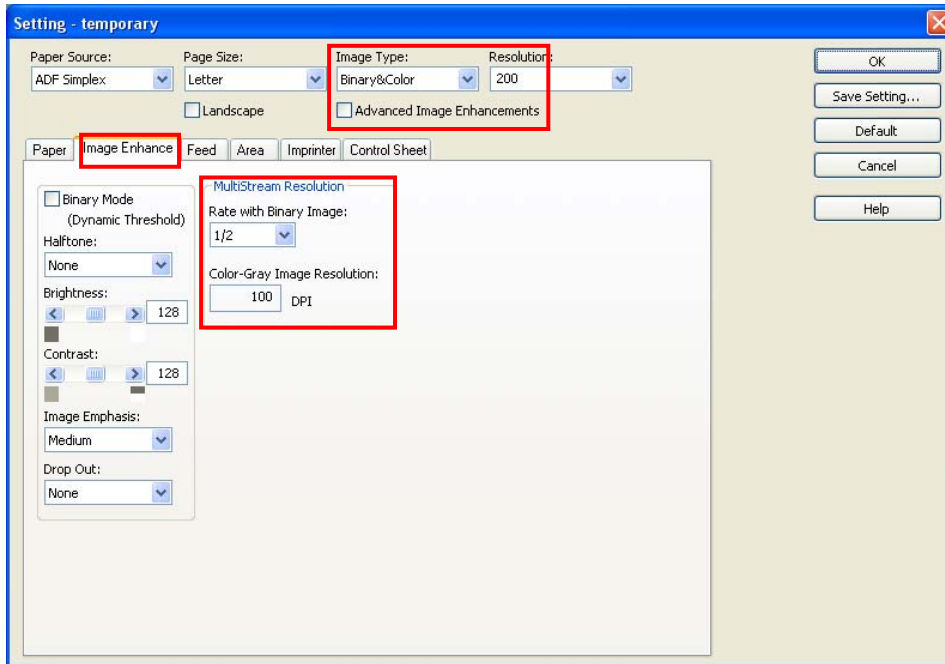 Setting - temporary
Paper Source: Page Size: Image Type: Resolution:
ADF Simplex Letter Binary&Color 200
Landscape Advanced Image Enhancements
OK
Save Setting...
Default
Cancel
Help
Paper Image Enhance Feed Area Imprinter Control Sheet
Binary Mode
(Dynamic Threshold)
Halftone:
None
Brightness:
128
Contrast:
128
Image Emphasis:
Medium
Drop Out:
None
MultiStream Resolution
Rate with Binary Image:
1/2
Color-Gray Image Resolution:
100 DPI